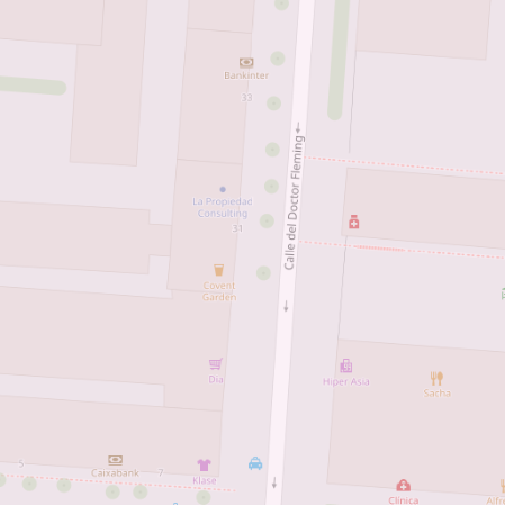 Bankinter
33
La Propiedad
Consulting
31
Calle del Doctor Fleming
Covent
Garden
Dia
Hiper Asia
Sacha
5
Caixabank
7
Klase
Clínica
Alfre